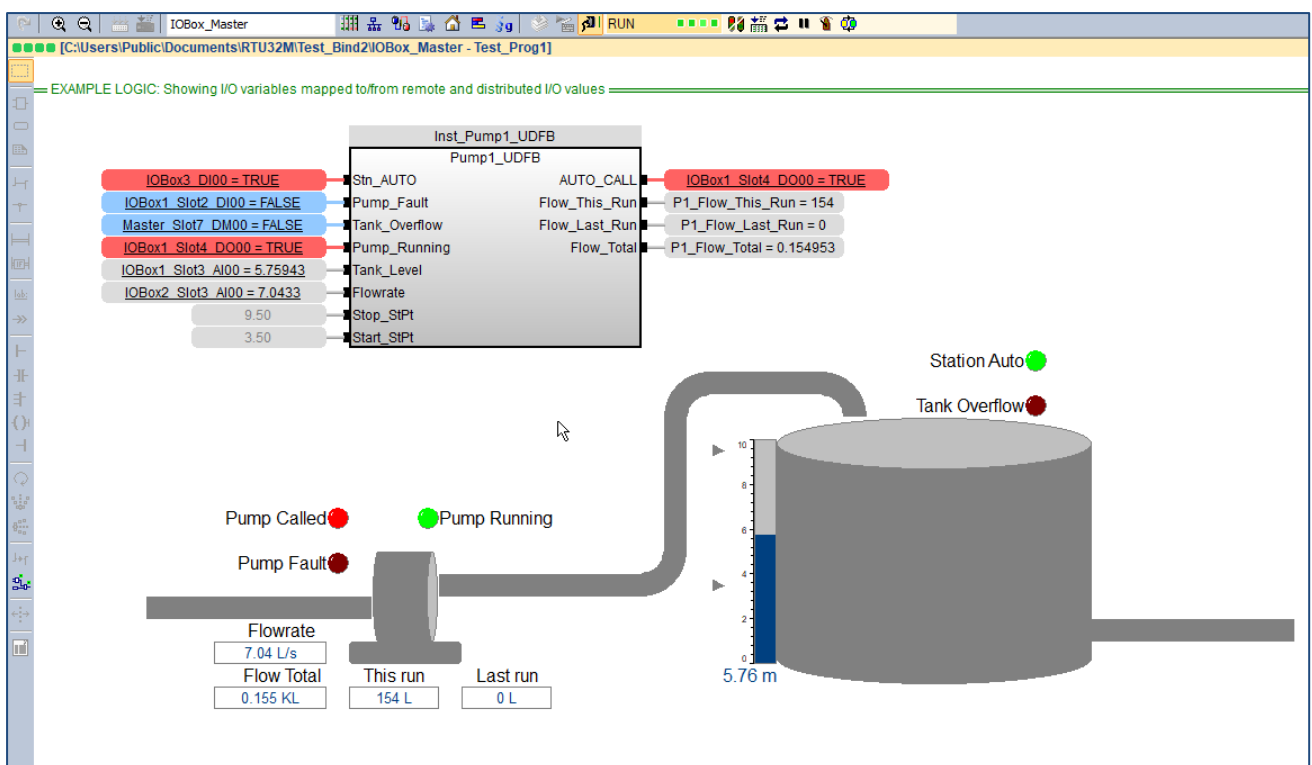 IOBox_Master RUN
[C:\Users\Public\Documents\RTU32M\Test_Bind2\IOBox_Master - Test_Prog1]
EXAMPLE LOGIC: Showing I/O variables mapped to/from remote and distributed I/O values
Inst_Pump1_UDFB
Pump1_UDFB
IOBox3_DI00 = TRUE Stn_AUTO AUTO_CALL IOBox1_Slot4_DO00 = TRUE
IOBox1_Slot2_DI00 = FALSE Pump_Fault Flow_This_Run P1_Flow_This_Run = 154
Master_Slot7_DM00 = FALSE Tank_Overflow Flow_Last_Run P1_Flow_Last_Run = 0
IOBox1_Slot4_DO00 = TRUE Pump_Running Flow_Total P1_Flow_Total = 0.154953
IOBox1_Slot3_AI00 = 5.75943 Tank_Level
IOBox2_Slot3_AI00 = 7.0433 Flowrate
9.50 Stop_StPt
3.50 Start_StPt
Station Auto
Tank Overflow
10
8
6
4
2
0
5.76 m
Pump Called Pump Running
Pump Fault
Flowrate
7.04 L/s
Flow Total This run Last run
0.155 KL 154 L 0 L